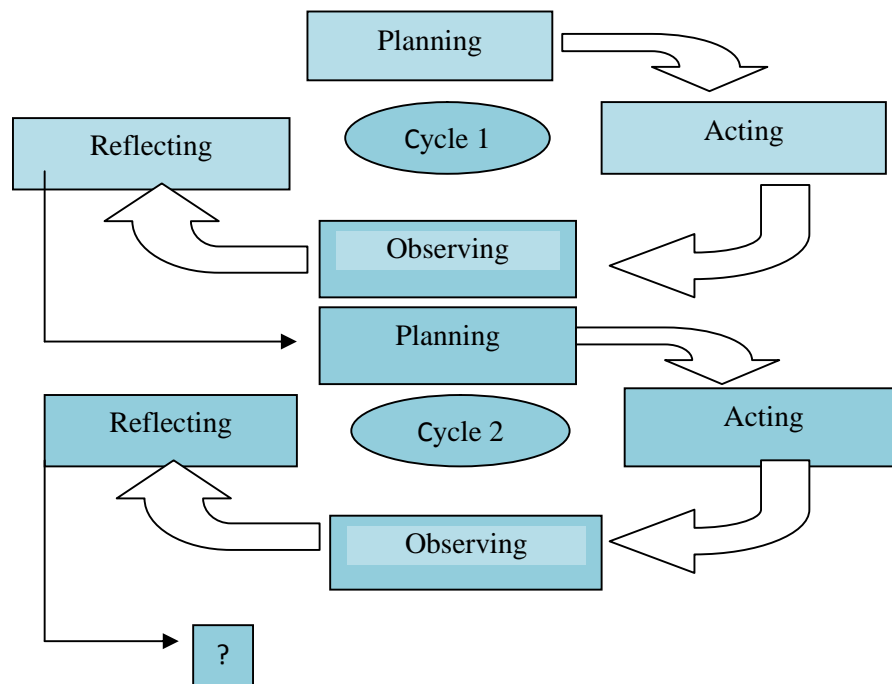 Planning
Acting
Cycle 1
Reflecting
Observing
Planning
Acting
Cycle 2
Reflecting
Observing
?